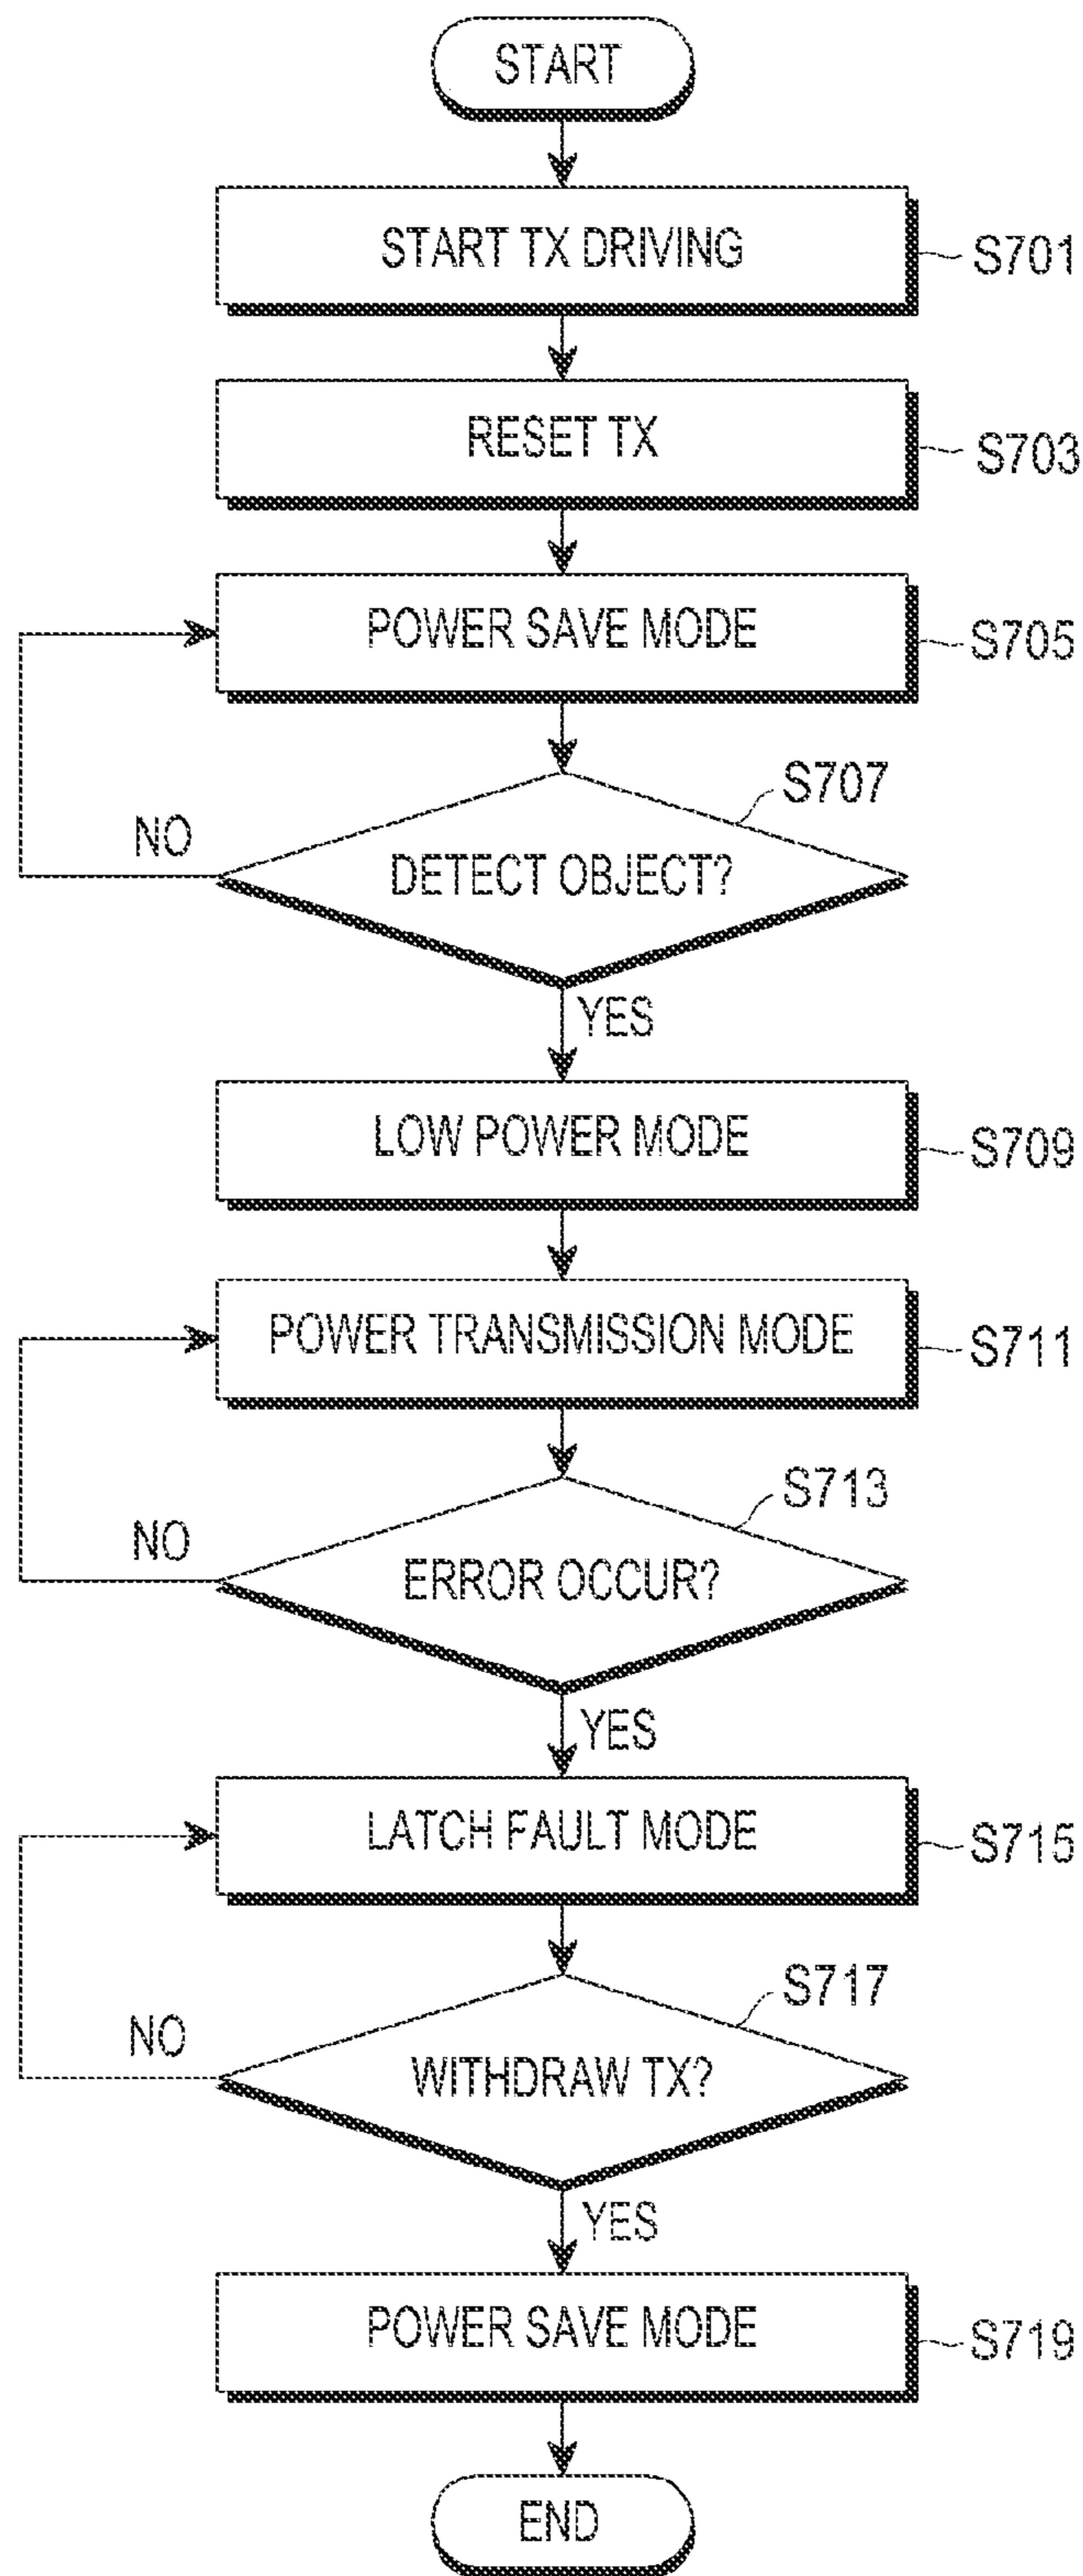 START
START TX DRIVING
S701
RESET TX
S703
POWER SAVE MODE
S705
S707
NO
DETECT OBJECT?
YES
LOW POWER MODE
S709
POWER TRANSMISSION MODE
S711
S713
NO
ERROR OCCUR?
YES
LATCH FAULT MODE
S715
S717
NO
WITHDRAW TX?
YES
POWER SAVE MODE
S719
END